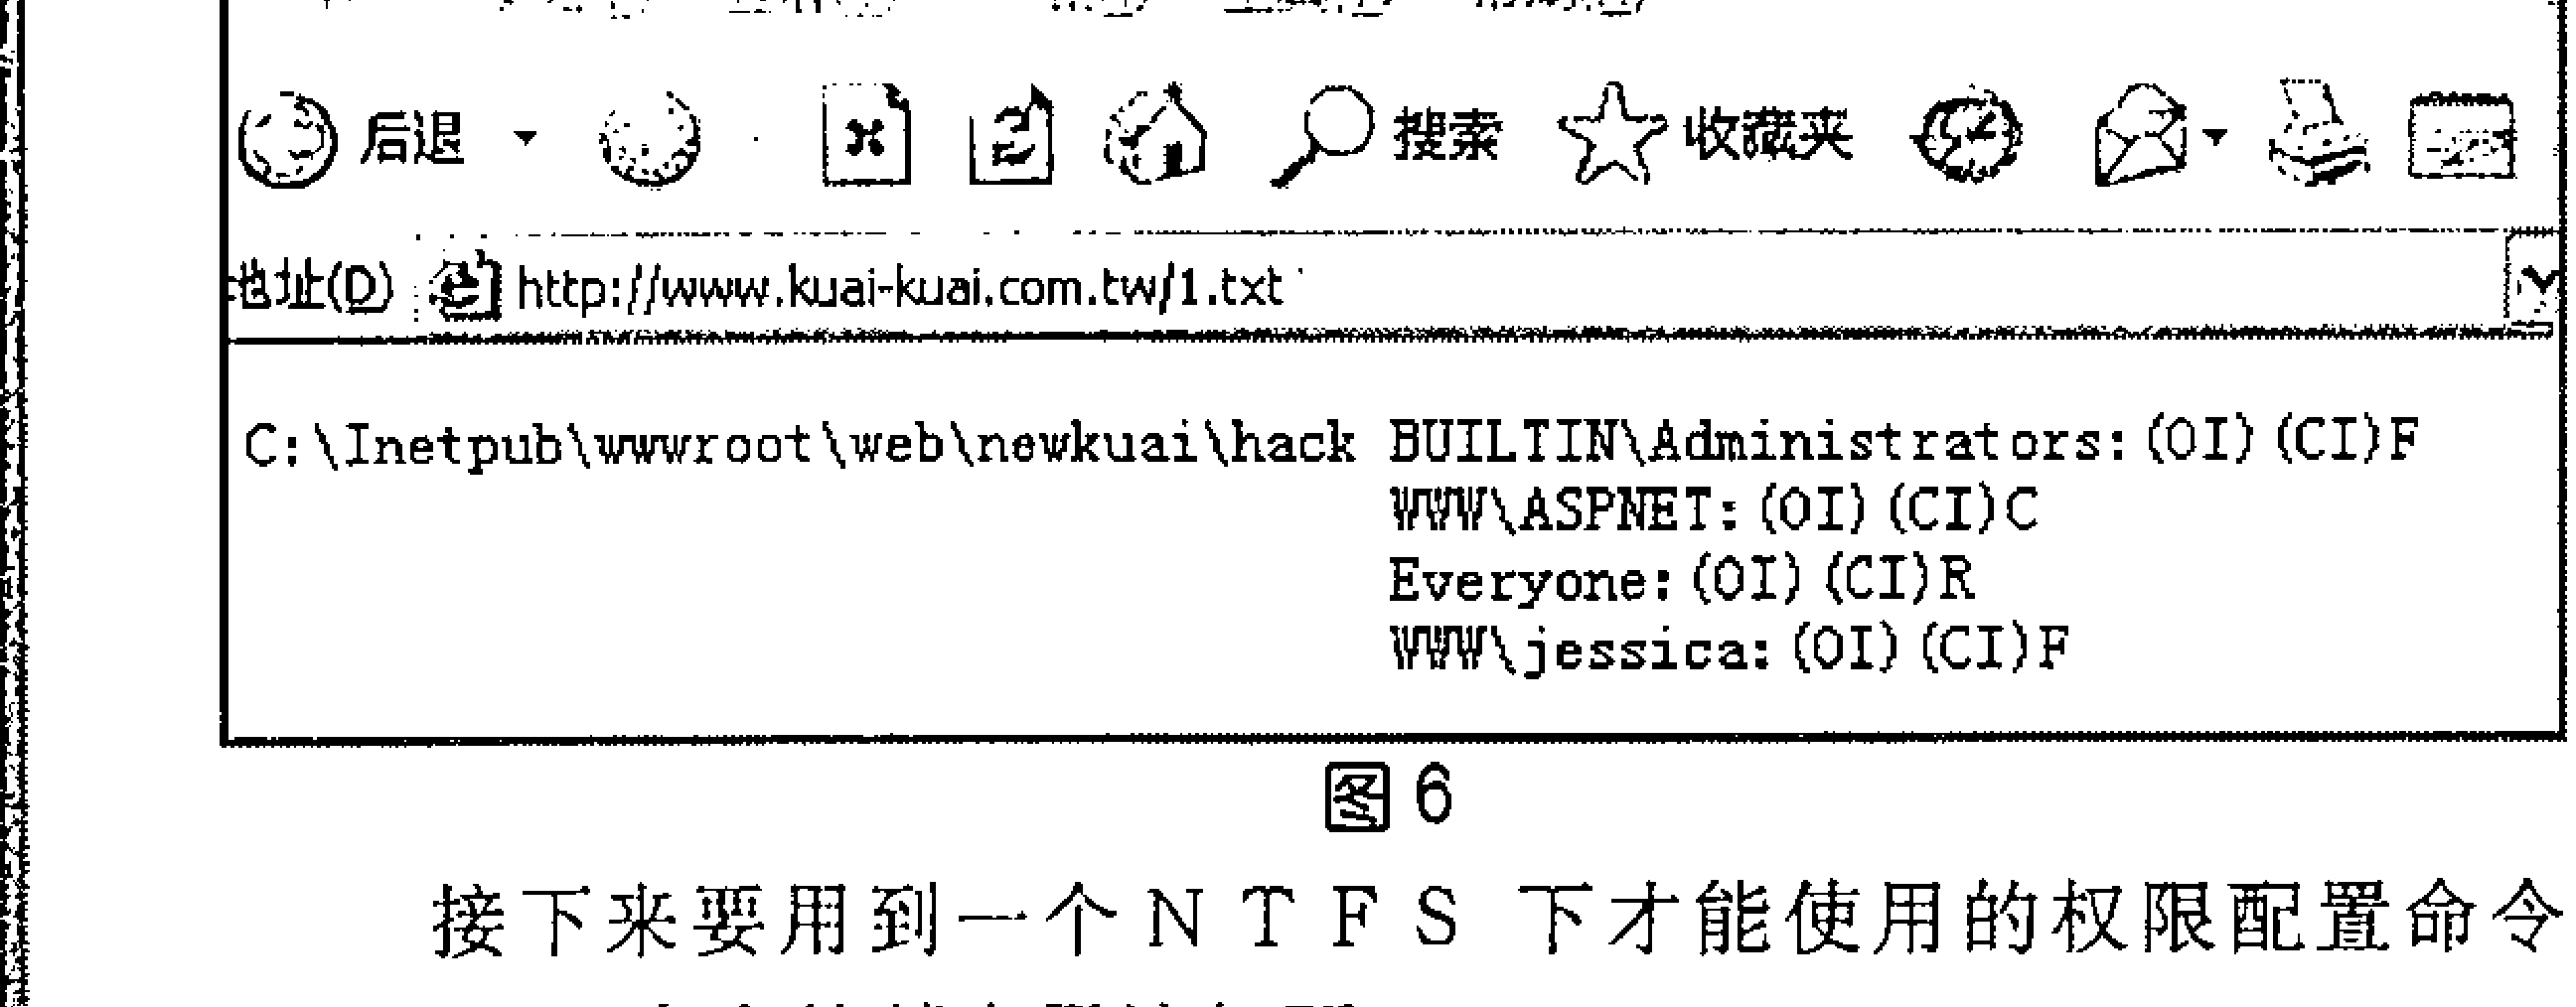 后退 搜索 收藏夹
地址(D) http://www.kuai-kuai.com.tw/1.txt
C:\Inetpub\wwwroot\web\newkuai\hack BUILTIN\Administrators:(OI)(CI)F
WWW\ASPNET:(OI)(CI)C
Everyone:(OI)(CI)R
WWW\jessica:(OI)(CI)F
图 6
接下来要用到一个NTFS 下才能使用的权限配置命令